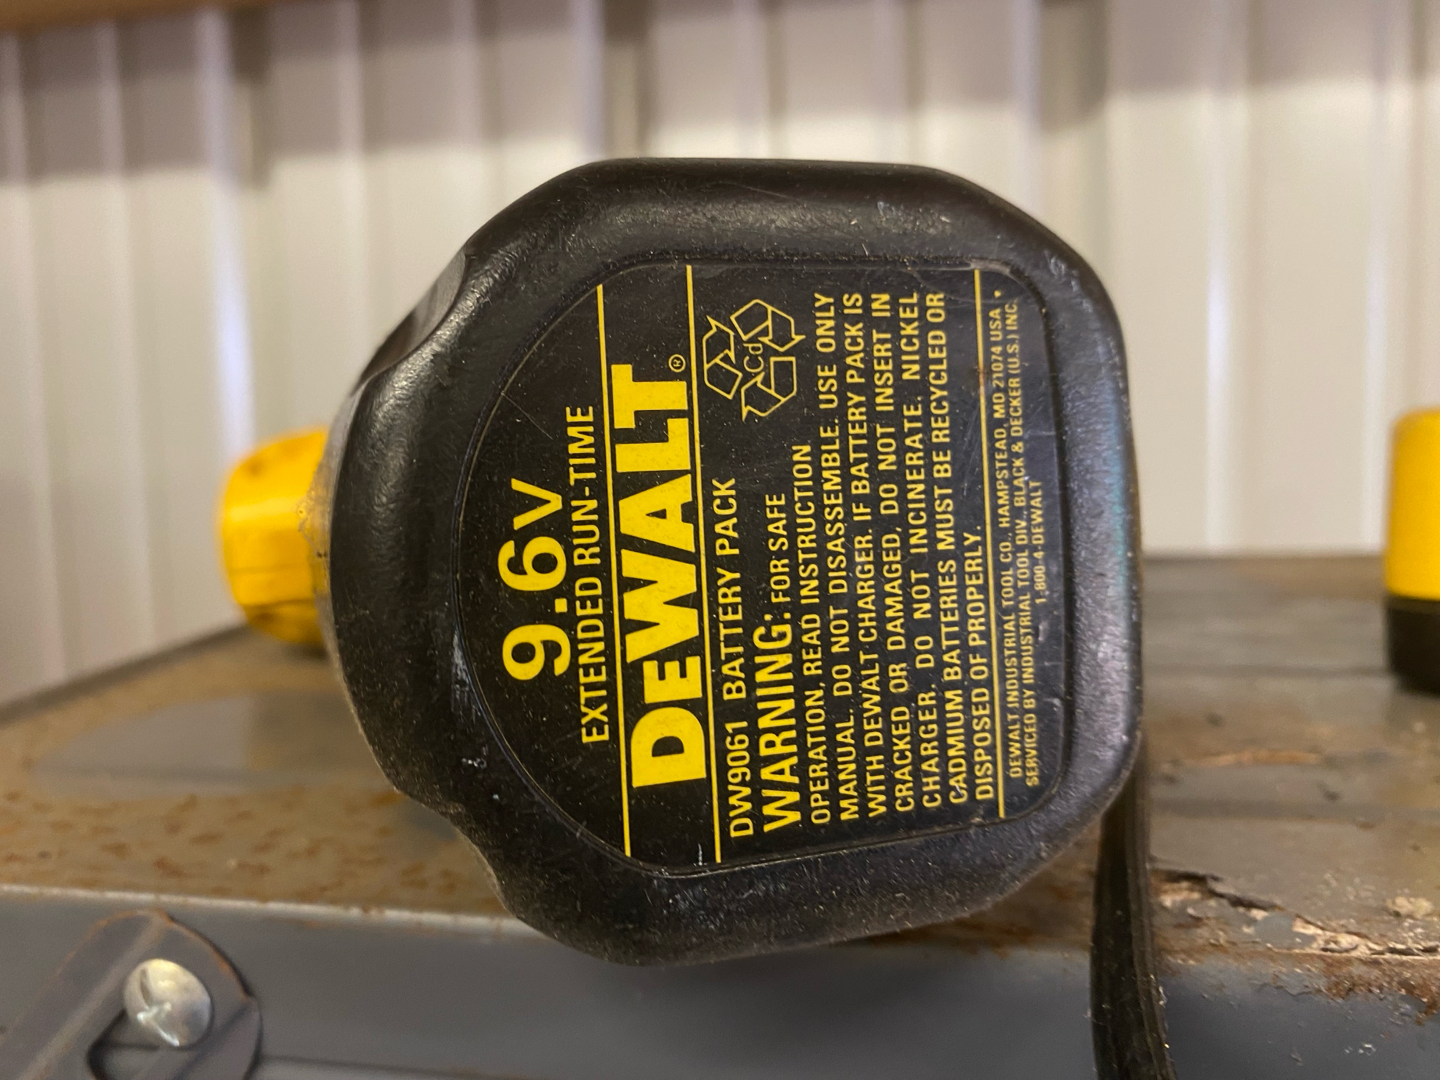 9.6V
EXTENDED RUN-TIME
DEWALT®
DW9061 BATTERY PACK
Cd
WARNING: FOR SAFE
OPERATION, READ INSTRUCTION
MANUAL. DO NOT DISASSEMBLE. USE ONLY
WITH DEWALT CHARGER. IF BATTERY PACK IS
CRACKED OR DAMAGED, DO NOT INSERT IN
CHARGER. DO NOT INCINERATE. NICKEL
CADMIUM BATTERIES MUST BE RECYCLED OR
DISPOSED OF PROPERLY.
DEWALT INDUSTRIAL TOOL CO., HAMPSTEAD, MD 21074 USA •
SERVICED BY INDUSTRIAL TOOL DIV., BLACK & DECKER (U.S.) INC.
1-800-4-DEWALT